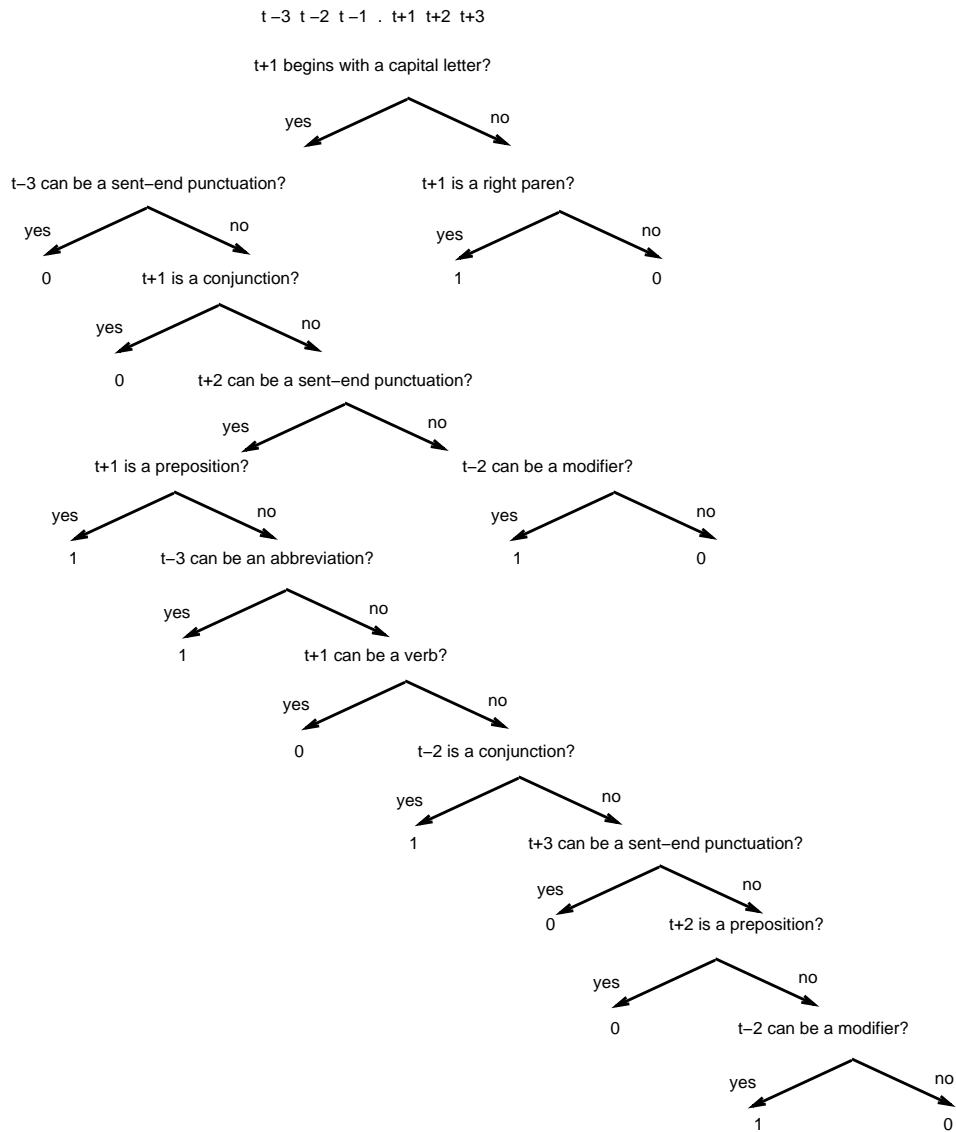 t−3 t−2 t−1 . t+1 t+2 t+3
t+1 begins with a capital letter?
yes no
t−3 can be a sent−end punctuation? t+1 is a right paren?
yes no yes no
0 t+1 is a conjunction? 1 0
yes no
0 t+2 can be a sent−end punctuation?
yes no
t+1 is a preposition? t−2 can be a modifier?
yes no yes no
1 t−3 can be an abbreviation? 1 0
yes no
1 t+1 can be a verb?
yes no
0 t−2 is a conjunction?
yes no
1 t+3 can be a sent−end punctuation?
yes no
0 t+2 is a preposition?
yes no
0 t−2 can be a modifier?
yes no
1 0